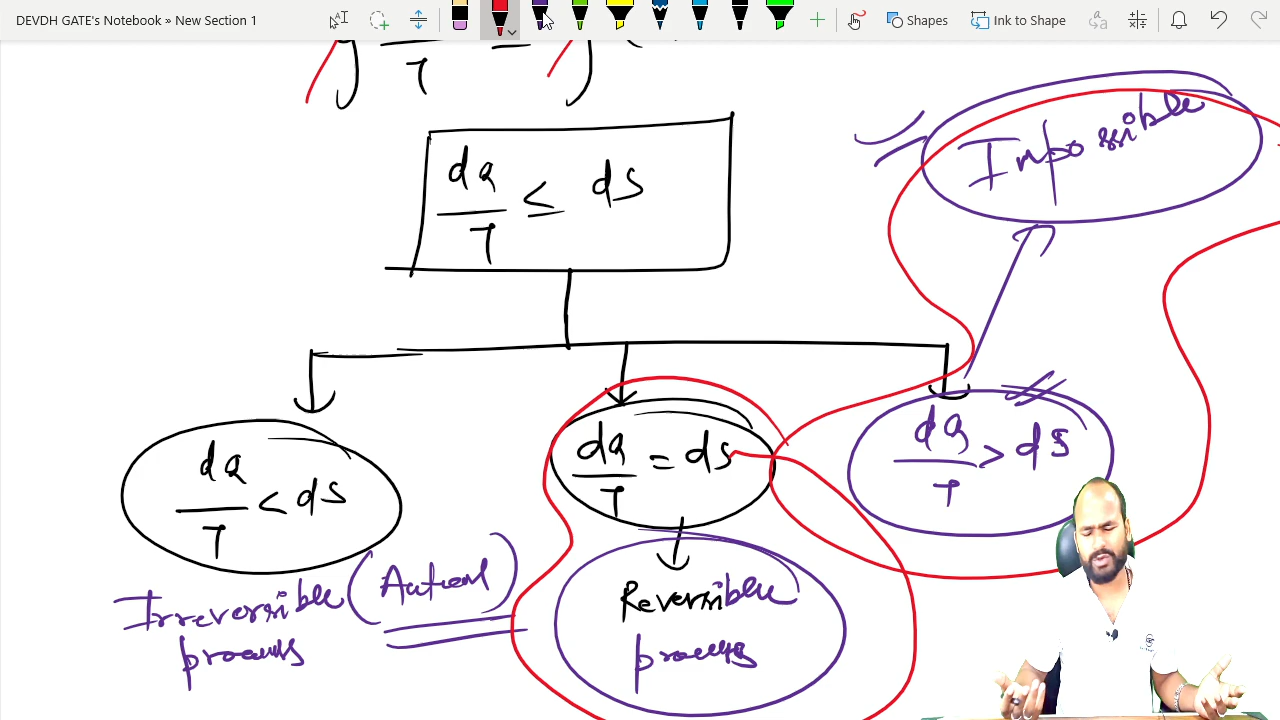 DEVDH GATE's Notebook » New Section 1
Shapes
Ink to Shape
T
dQ/T ≤ dS
Impossible
dQ/T < dS
dQ/T = dS
dQ/T > dS
Irreversible (Actual)
process
Reversible
process